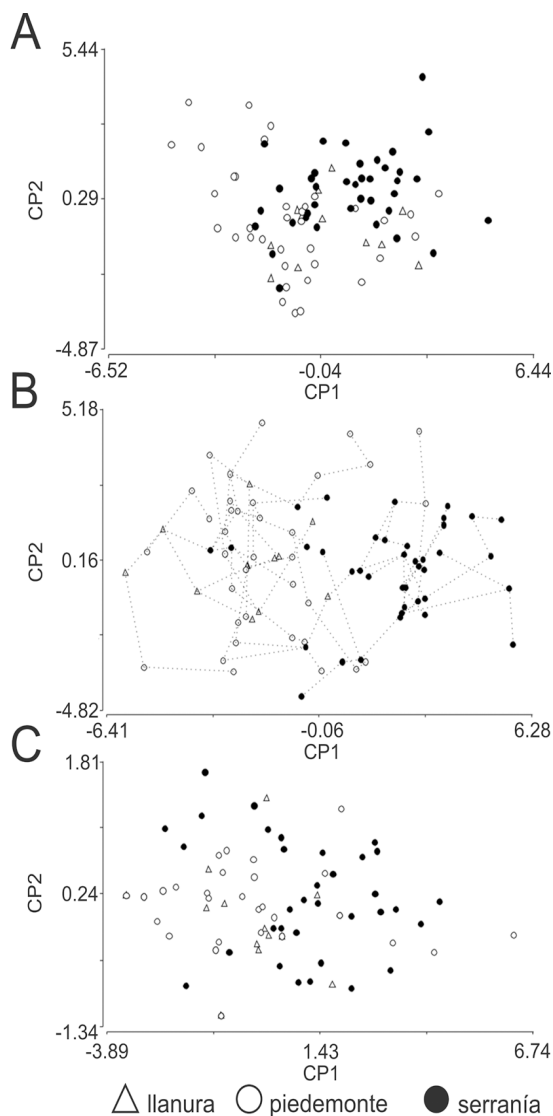 A
5.44
CP2
0.29
-4.87
-6.52 -0.04 6.44
CP1
B
5.18
CP2
0.16
-4.82
-6.41 -0.06 6.28
CP1
C
1.81
CP2
0.24
-1.34
-3.89 1.43 6.74
CP1
llanura piedemonte serranía